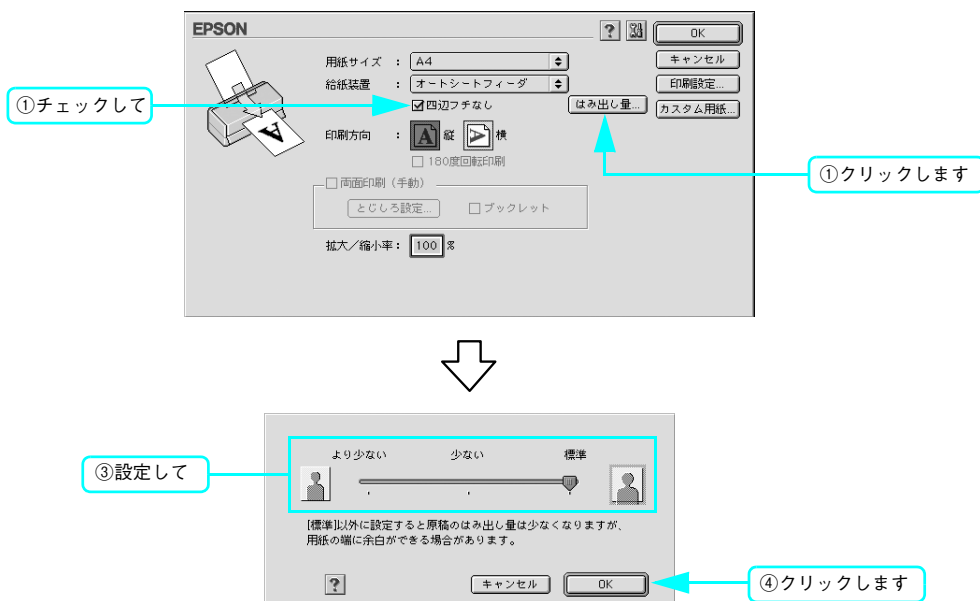 EPSON
? OK
用紙サイズ : A4 キャンセル
給紙装置 : オートシートフィーダ 印刷設定...
①チェックして
四辺フチなし はみ出し量... カスタム用紙...
印刷方向 : A 縦 A 横
180度回転印刷
①クリックします
両面印刷(手動)
とじしろ設定... ブックレット
拡大/縮小率: 100 %
より少ない 少ない 標準
③設定して
[標準]以外に設定すると原稿のはみ出し量は少なくなりますが、
用紙の端に余白ができる場合があります。
? キャンセル OK
④クリックします